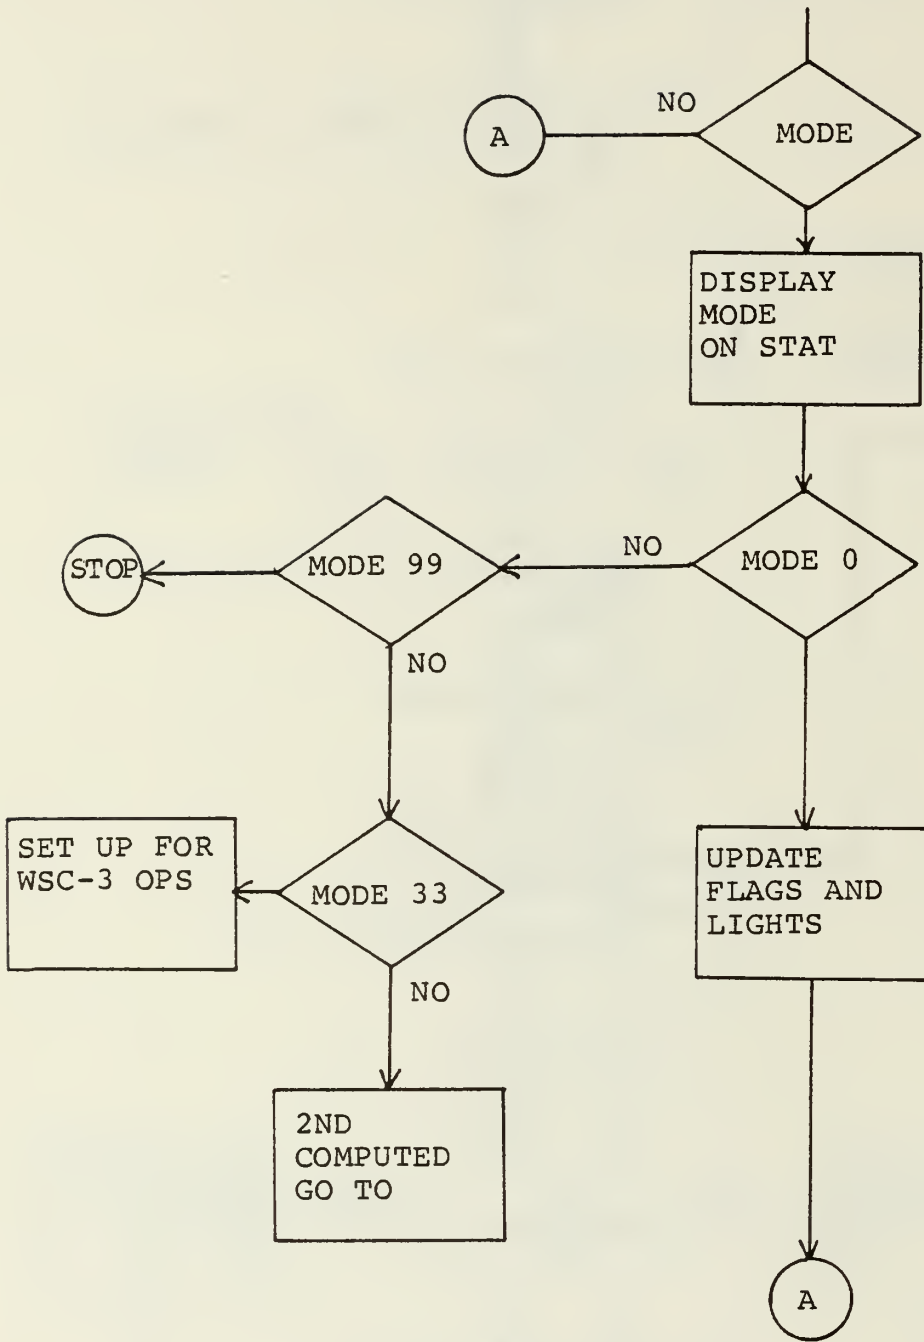 NO
A
MODE
DISPLAY
MODE
ON STAT
STOP
MODE 99
NO
MODE 0
NO
SET UP FOR
WSC-3 OPS
MODE 33
UPDATE
FLAGS AND
LIGHTS
NO
2ND
COMPUTED
GO TO
A